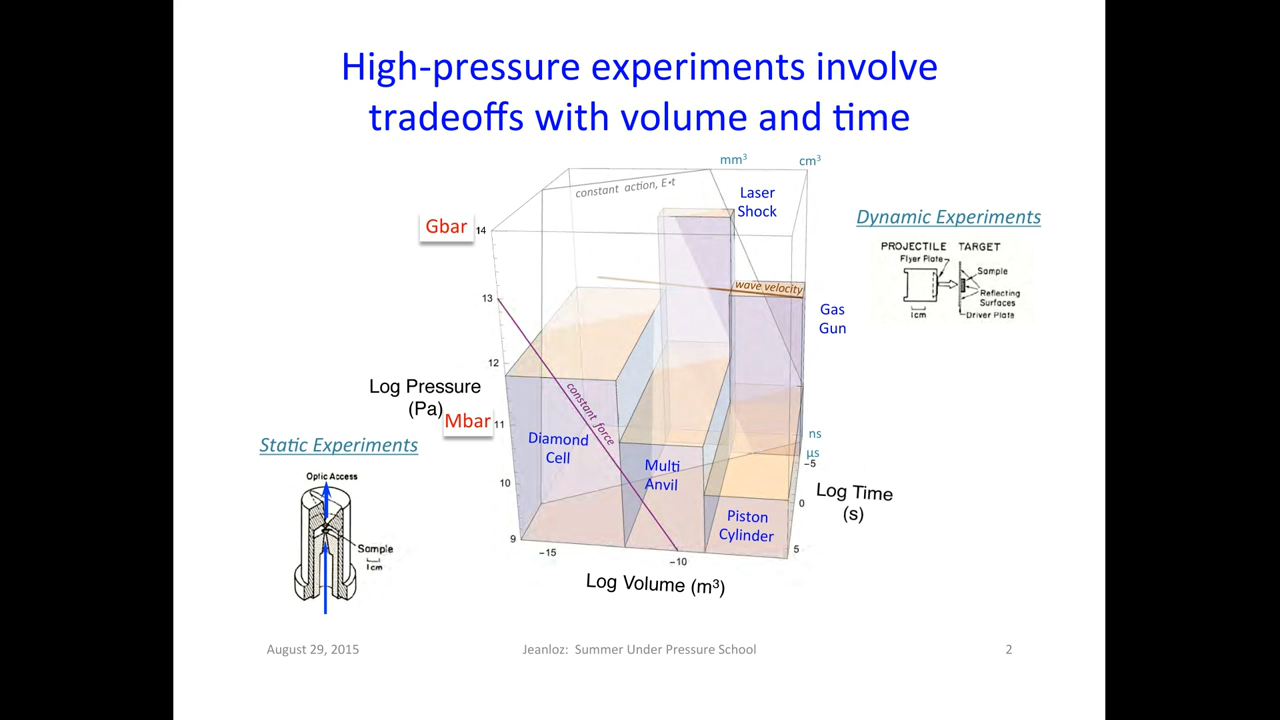 High-pressure experiments involve
tradeoffs with volume and time
mm³
cm³
constant action, E•t
Laser
Shock
Gbar
14
Dynamic Experiments
PROJECTILE TARGET
Flyer Plate
Sample
Reflecting
Surfaces
1cm
Driver Plate
wave velocity
13
Gas
Gun
12
Log Pressure
(Pa)
Mbar
11
constant force
Static Experiments
Diamond
Cell
Multi
Anvil
ns
μs
-5
Optic Access
10
Log Time
(s)
0
Piston
Cylinder
Sample
1cm
9
-15
-10
5
Log Volume (m³)
August 29, 2015
Jeanloz: Summer Under Pressure School
2